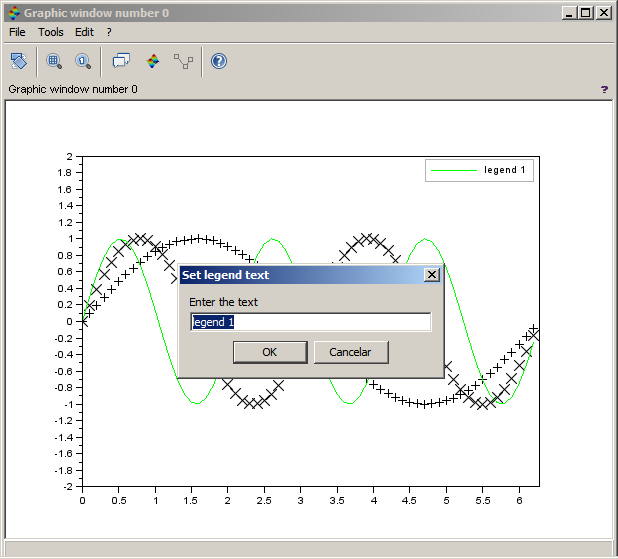 Graphic window number 0
File Tools Edit ?
Graphic window number 0 ?
legend 1
2
1.8
1.6
1.4
1.2
1
0.8
0.6
0.4
0.2
0
-0.2
-0.4
-0.6
-0.8
-1
-1.2
-1.4
-1.6
-1.8
-2
0 0.5 1 1.5 2 2.5 3 3.5 4 4.5 5 5.5 6
Set legend text
Enter the text
legend 1
OK Cancelar